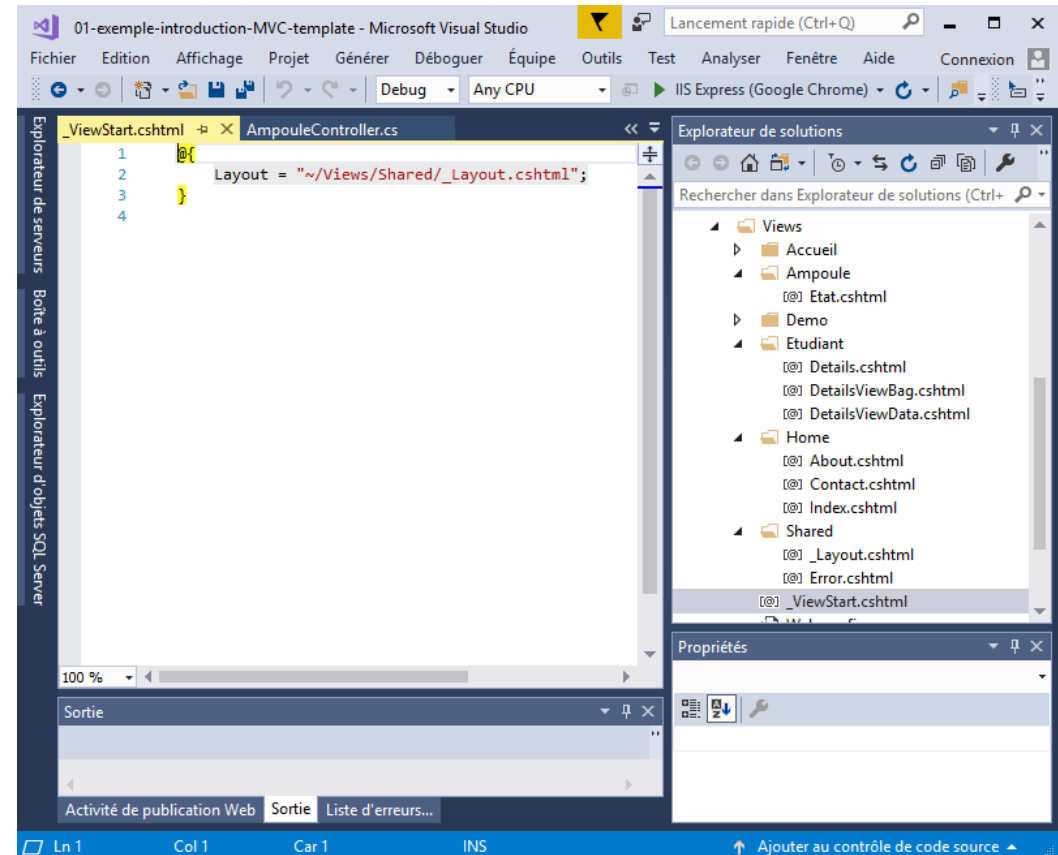 01-exemple-introduction-MVC-template - Microsoft Visual Studio
Lancement rapide (Ctrl+Q)
Fichier Edition Affichage Projet Générer Déboguer Équipe Outils Test Analyser Fenêtre Aide Connexion
Debug Any CPU IIS Express (Google Chrome)
Explorateur de serveurs
Boîte à outils
Explorateur d'objets SQL Server
_ViewStart.cshtml AmpouleController.cs
1 @{
2 Layout = "~/Views/Shared/_Layout.cshtml";
3 }
4
100 %
Explorateur de solutions
Rechercher dans Explorateur de solutions (Ctrl+
Views
Accueil
Ampoule
[@] Etat.cshtml
Demo
Etudiant
[@] Details.cshtml
[@] DetailsViewBag.cshtml
[@] DetailsViewData.cshtml
Home
[@] About.cshtml
[@] Contact.cshtml
[@] Index.cshtml
Shared
[@] _Layout.cshtml
[@] Error.cshtml
[@] _ViewStart.cshtml
Propriétés
Sortie
Activité de publication Web Sortie Liste d'erreurs...
Ln 1 Col 1 Car 1 INS Ajouter au contrôle de code source